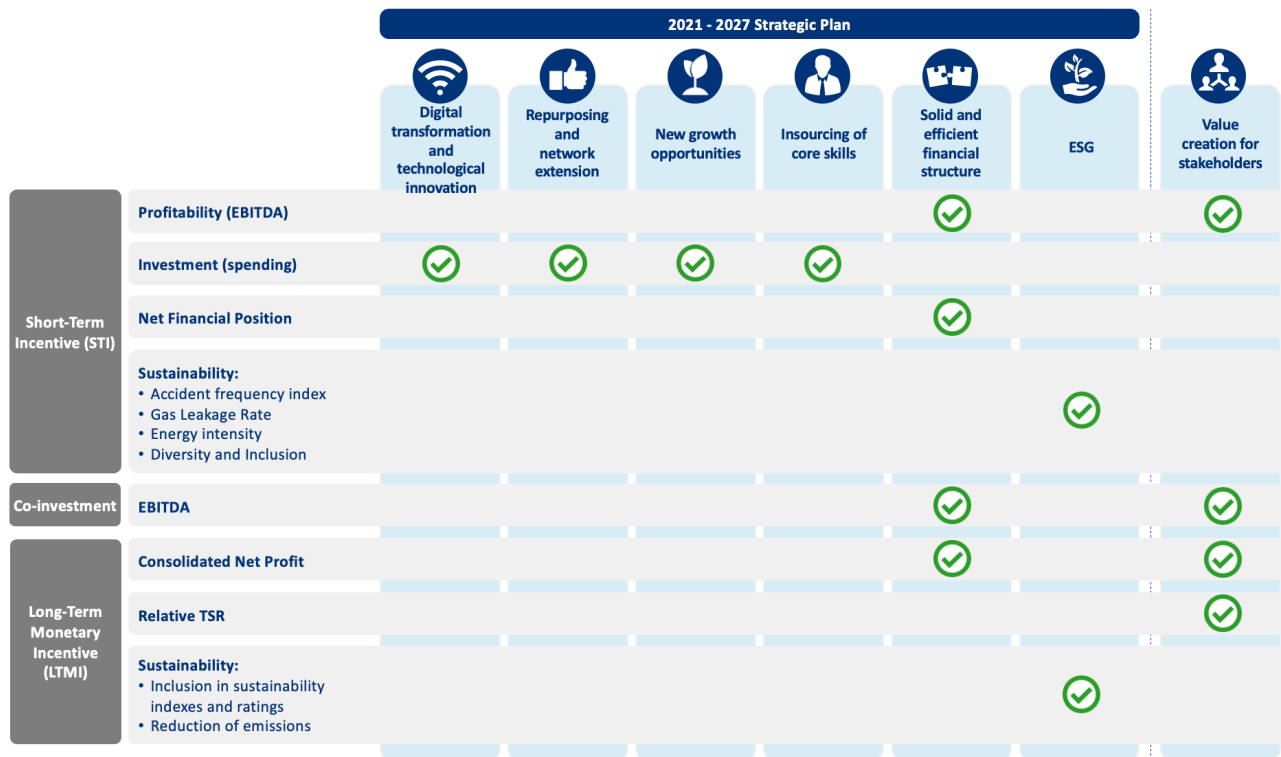 2021 - 2027 Strategic Plan
Digital
transformation
and
technological
innovation
Repurposing
and
network
extension
New growth
opportunities
Insourcing of
core skills
Solid and
efficient
financial
structure
ESG
Value
creation for
stakeholders
Short-Term
Incentive (STI)
Profitability (EBITDA)
Investment (spending)
Net Financial Position
Sustainability:
• Accident frequency index
• Gas Leakage Rate
• Energy intensity
• Diversity and Inclusion
Co-investment
EBITDA
Long-Term
Monetary
Incentive
(LTMI)
Consolidated Net Profit
Relative TSR
Sustainability:
• Inclusion in sustainability
indexes and ratings
• Reduction of emissions